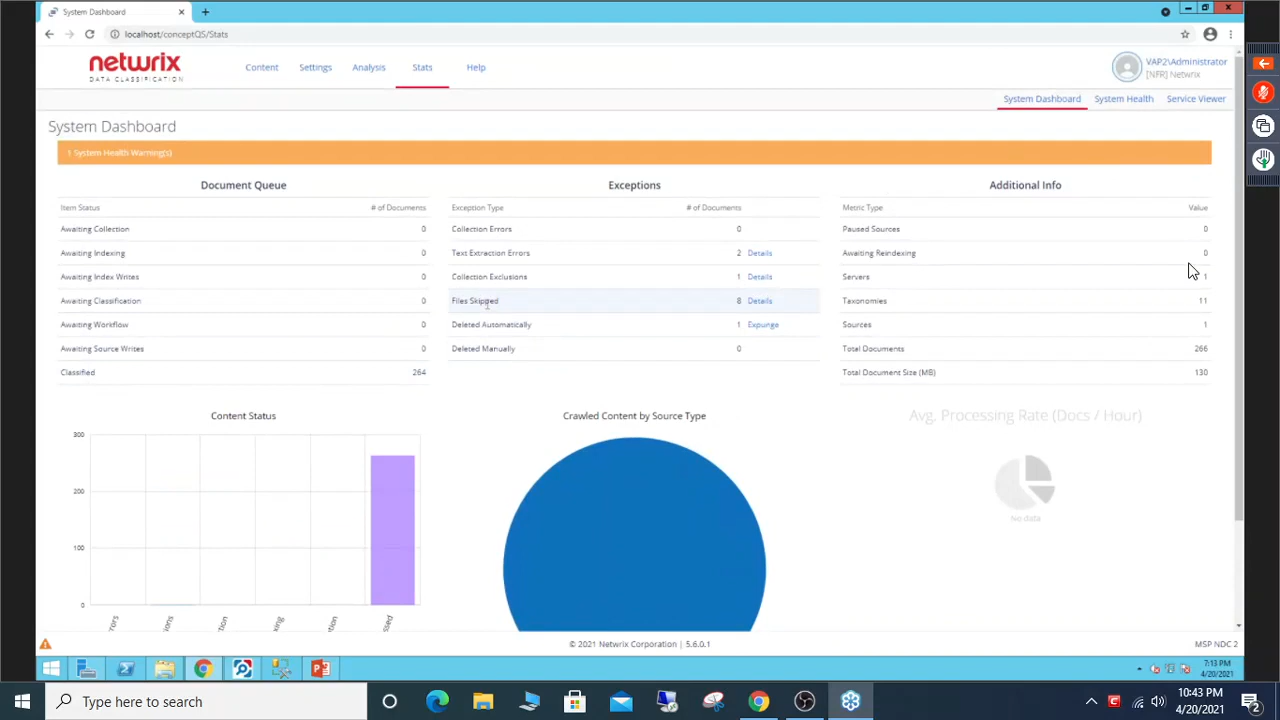 System Dashboard
localhost/conceptQS/Stats
netwrix
DATA CLASSIFICATION
Content Settings Analysis Stats Help
VAP2\Administrator
[NFR] Netwrix
System Dashboard System Health Service Viewer
System Dashboard
1 System Health Warning(s)
Document Queue
Item Status # of Documents
Awaiting Collection 0
Awaiting Indexing 0
Awaiting Index Writes 0
Awaiting Classification 0
Awaiting Workflow 0
Awaiting Source Writes 0
Classified 264
Exceptions
Exception Type # of Documents
Collection Errors 0
Text Extraction Errors 2 Details
Collection Exclusions 1 Details
Files Skipped 8 Details
Deleted Automatically 1 Expunge
Deleted Manually 0
Additional Info
Metric Type Value
Paused Sources 0
Awaiting Reindexing 0
Servers 1
Taxonomies 11
Sources 1
Total Documents 266
Total Document Size (MB) 130
Content Status
300
200
100
0
Crawled Content by Source Type
Avg. Processing Rate (Docs / Hour)
No data
© 2021 Netwrix Corporation | 5.6.0.1
MSP NDC 2
7:13 PM
4/20/2021
Type here to search
10:43 PM
4/20/2021
2